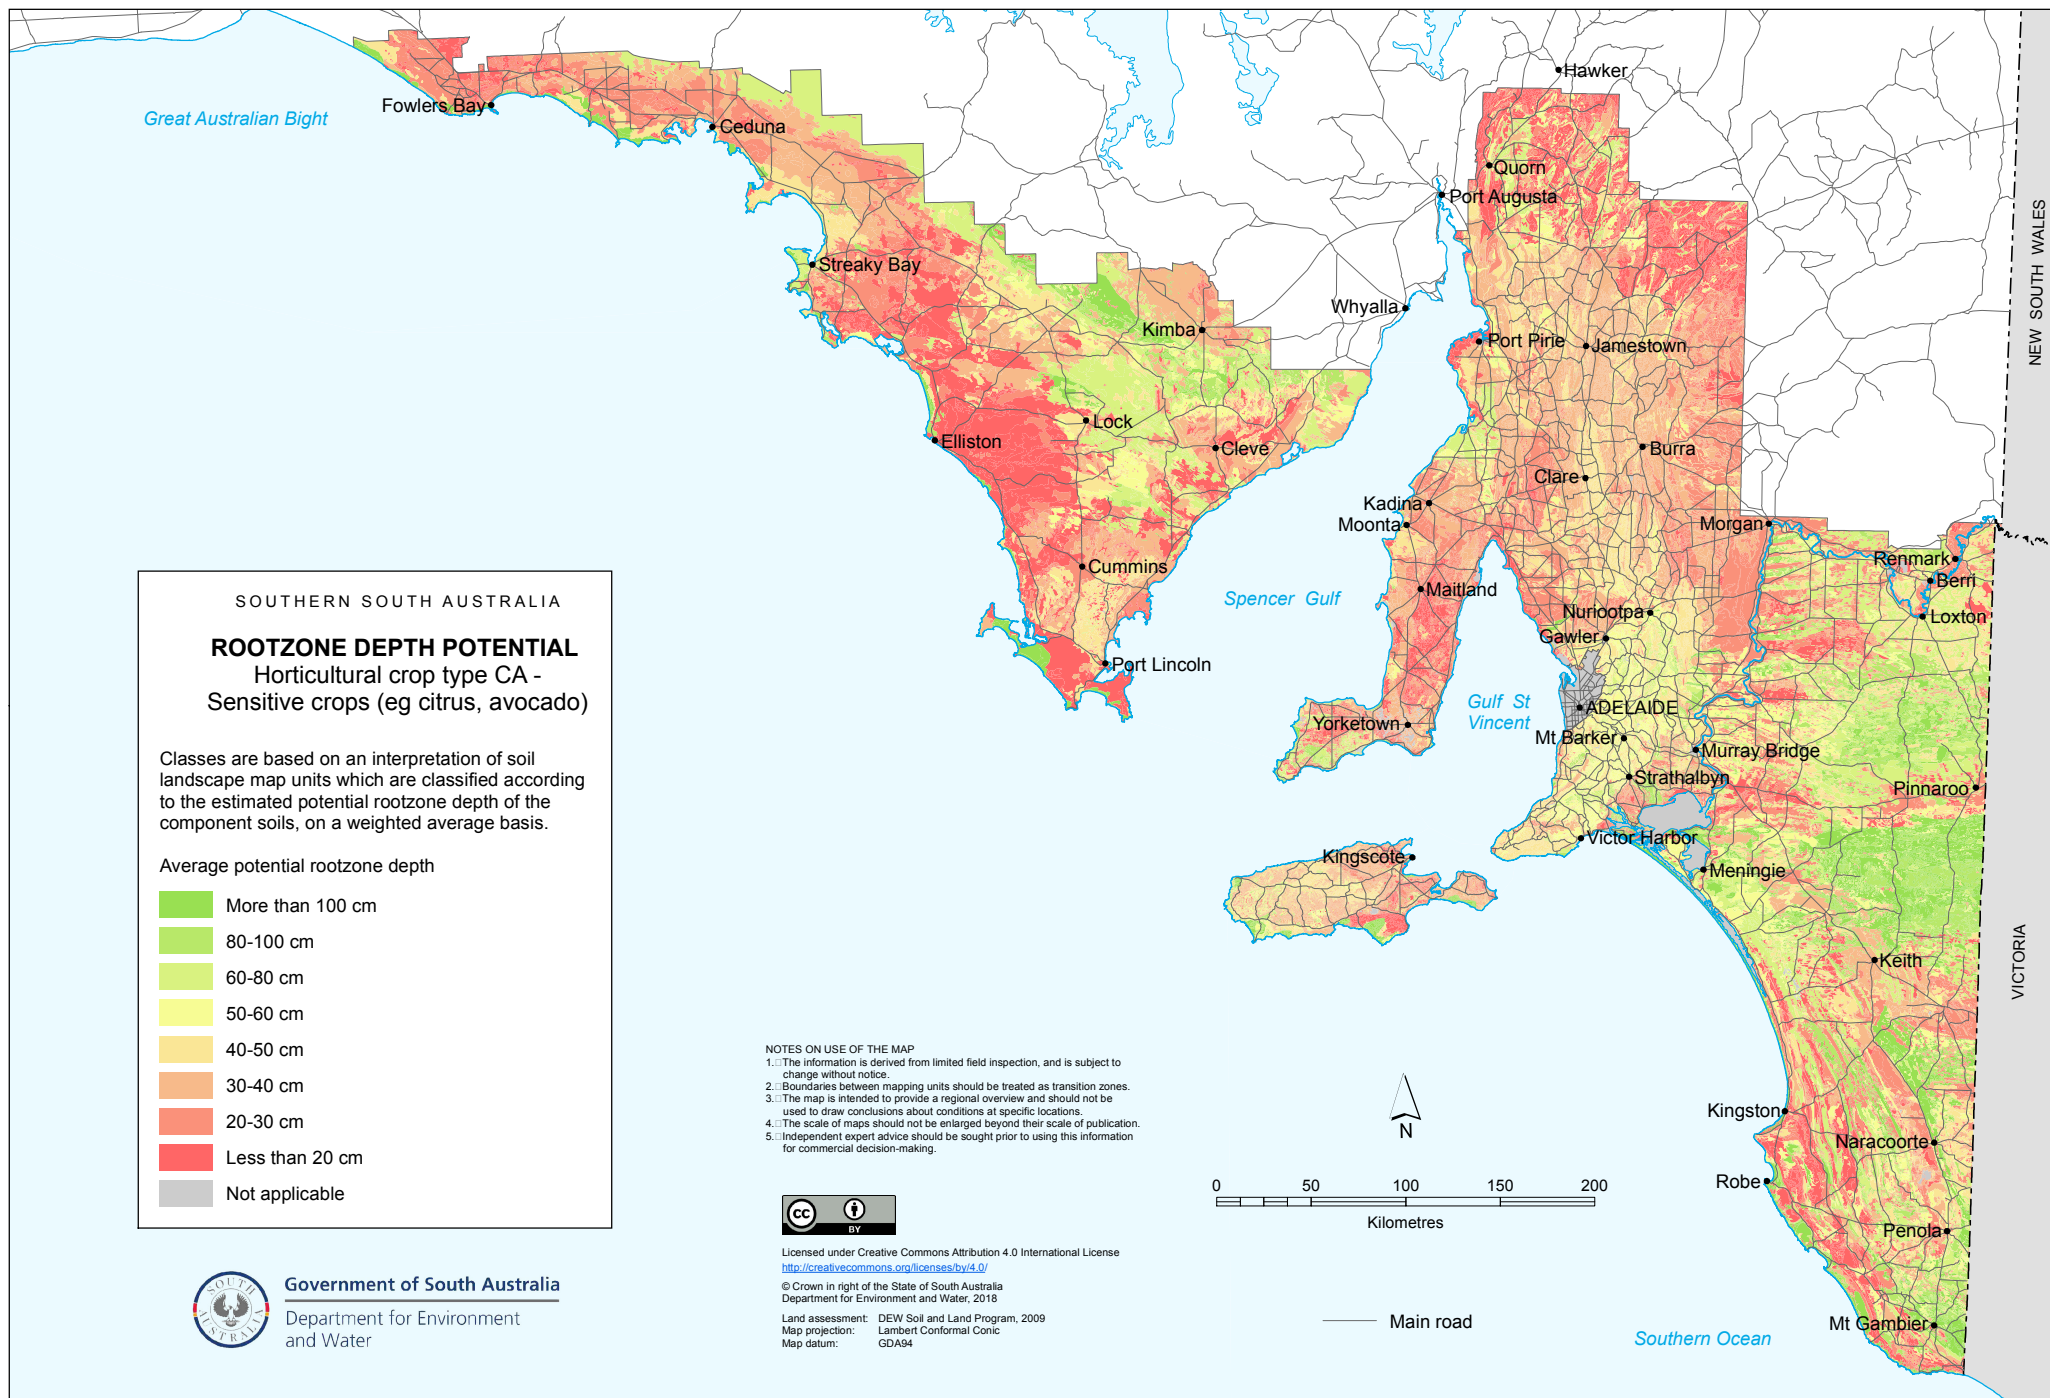 Great Australian Bight
Fowlers Bay
Ceduna
Streaky Bay
Elliston
Lock
Kimba
Cleve
Cummins
Port Lincoln
Whyalla
Hawker
Quorn
Port Augusta
Port Pirie
Jamestown
Burra
Clare
Kadina
Moonta
Maitland
Morgan
Renmark
Berri
Loxton
Nuriootpa
Gawler
Spencer Gulf
Gulf St
Vincent
Yorketown
ADELAIDE
Mt Barker
Murray Bridge
Strathalbyn
Pinnaroo
Victor Harbor
Kingscote
Meningie
Keith
Kingston
Naracoorte
Robe
Penola
Mt Gambier
Southern Ocean
NEW SOUTH WALES
VICTORIA
SOUTHERN SOUTH AUSTRALIA
ROOTZONE DEPTH POTENTIAL
Horticultural crop type CA -
Sensitive crops (eg citrus, avocado)
Classes are based on an interpretation of soil
landscape map units which are classified according
to the estimated potential rootzone depth of the
component soils, on a weighted average basis.
Average potential rootzone depth
More than 100 cm
80-100 cm
60-80 cm
50-60 cm
40-50 cm
30-40 cm
20-30 cm
Less than 20 cm
Not applicable
SOUTH
AUSTRALIA
Government of South Australia
Department for Environment
and Water
NOTES ON USE OF THE MAP
1. The information is derived from limited field inspection, and is subject to
change without notice.
2. Boundaries between mapping units should be treated as transition zones.
3. The map is intended to provide a regional overview and should not be
used to draw conclusions about conditions at specific locations.
4. The scale of maps should not be enlarged beyond their scale of publication.
5. Independent expert advice should be sought prior to using this information
for commercial decision-making.
cc
BY
Licensed under Creative Commons Attribution 4.0 International License
http://creativecommons.org/licenses/by/4.0/
© Crown in right of the State of South Australia
Department for Environment and Water, 2018
Land assessment: DEW Soil and Land Program, 2009
Map projection: Lambert Conformal Conic
Map datum: GDA94
N
0 50 100 150 200
Kilometres
Main road